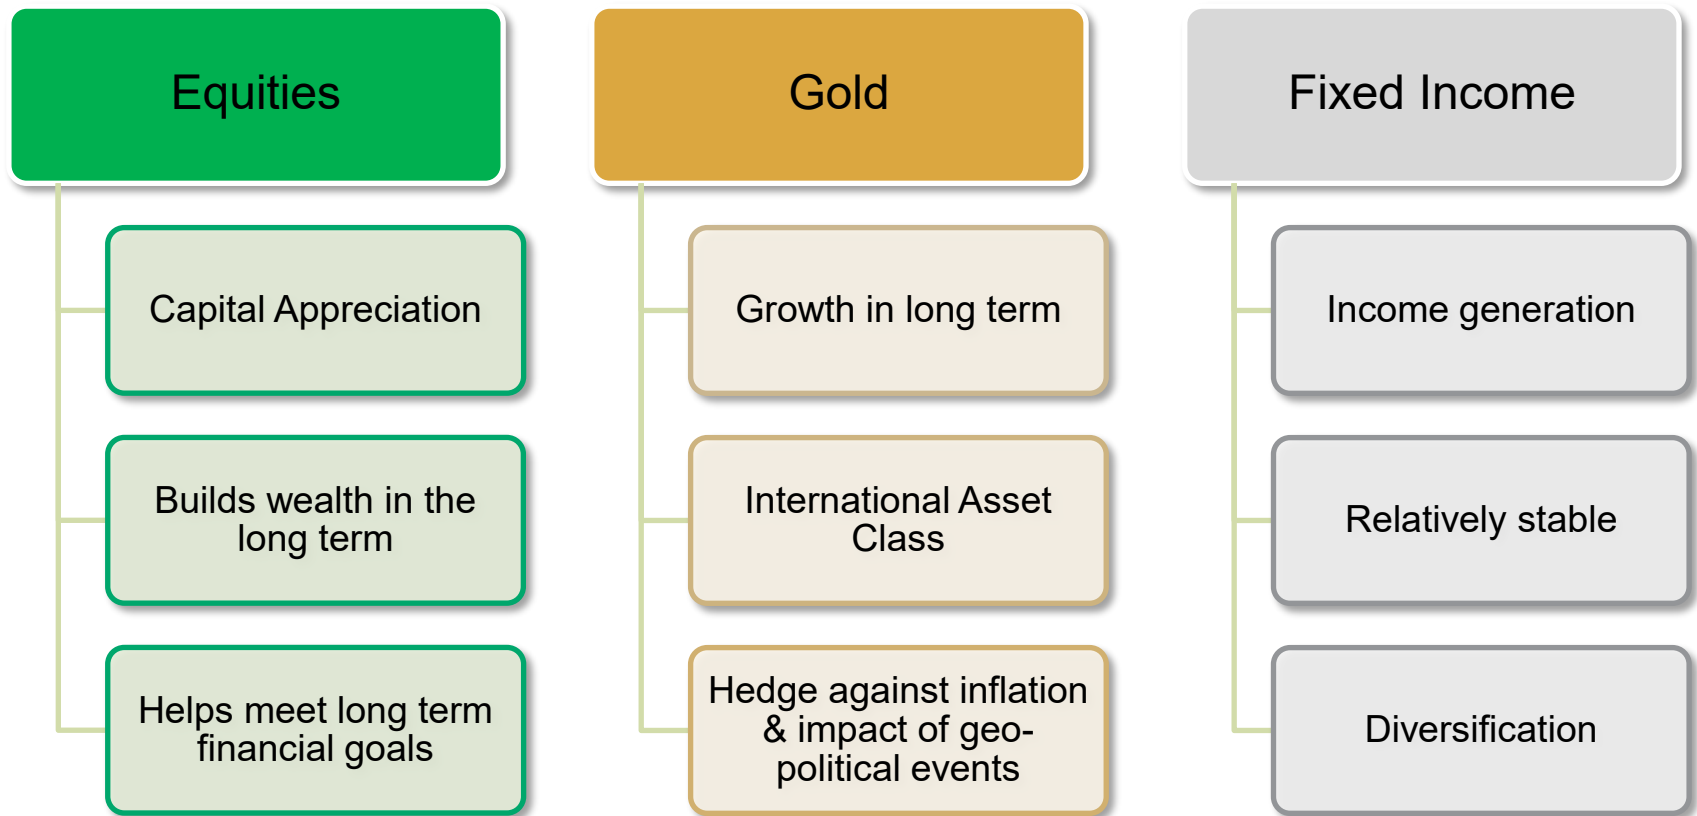 Equities
Capital Appreciation
Builds wealth in the
long term
Helps meet long term
financial goals
Gold
Growth in long term
International Asset
Class
Hedge against inflation
& impact of geo-
political events
Fixed Income
Income generation
Relatively stable
Diversification